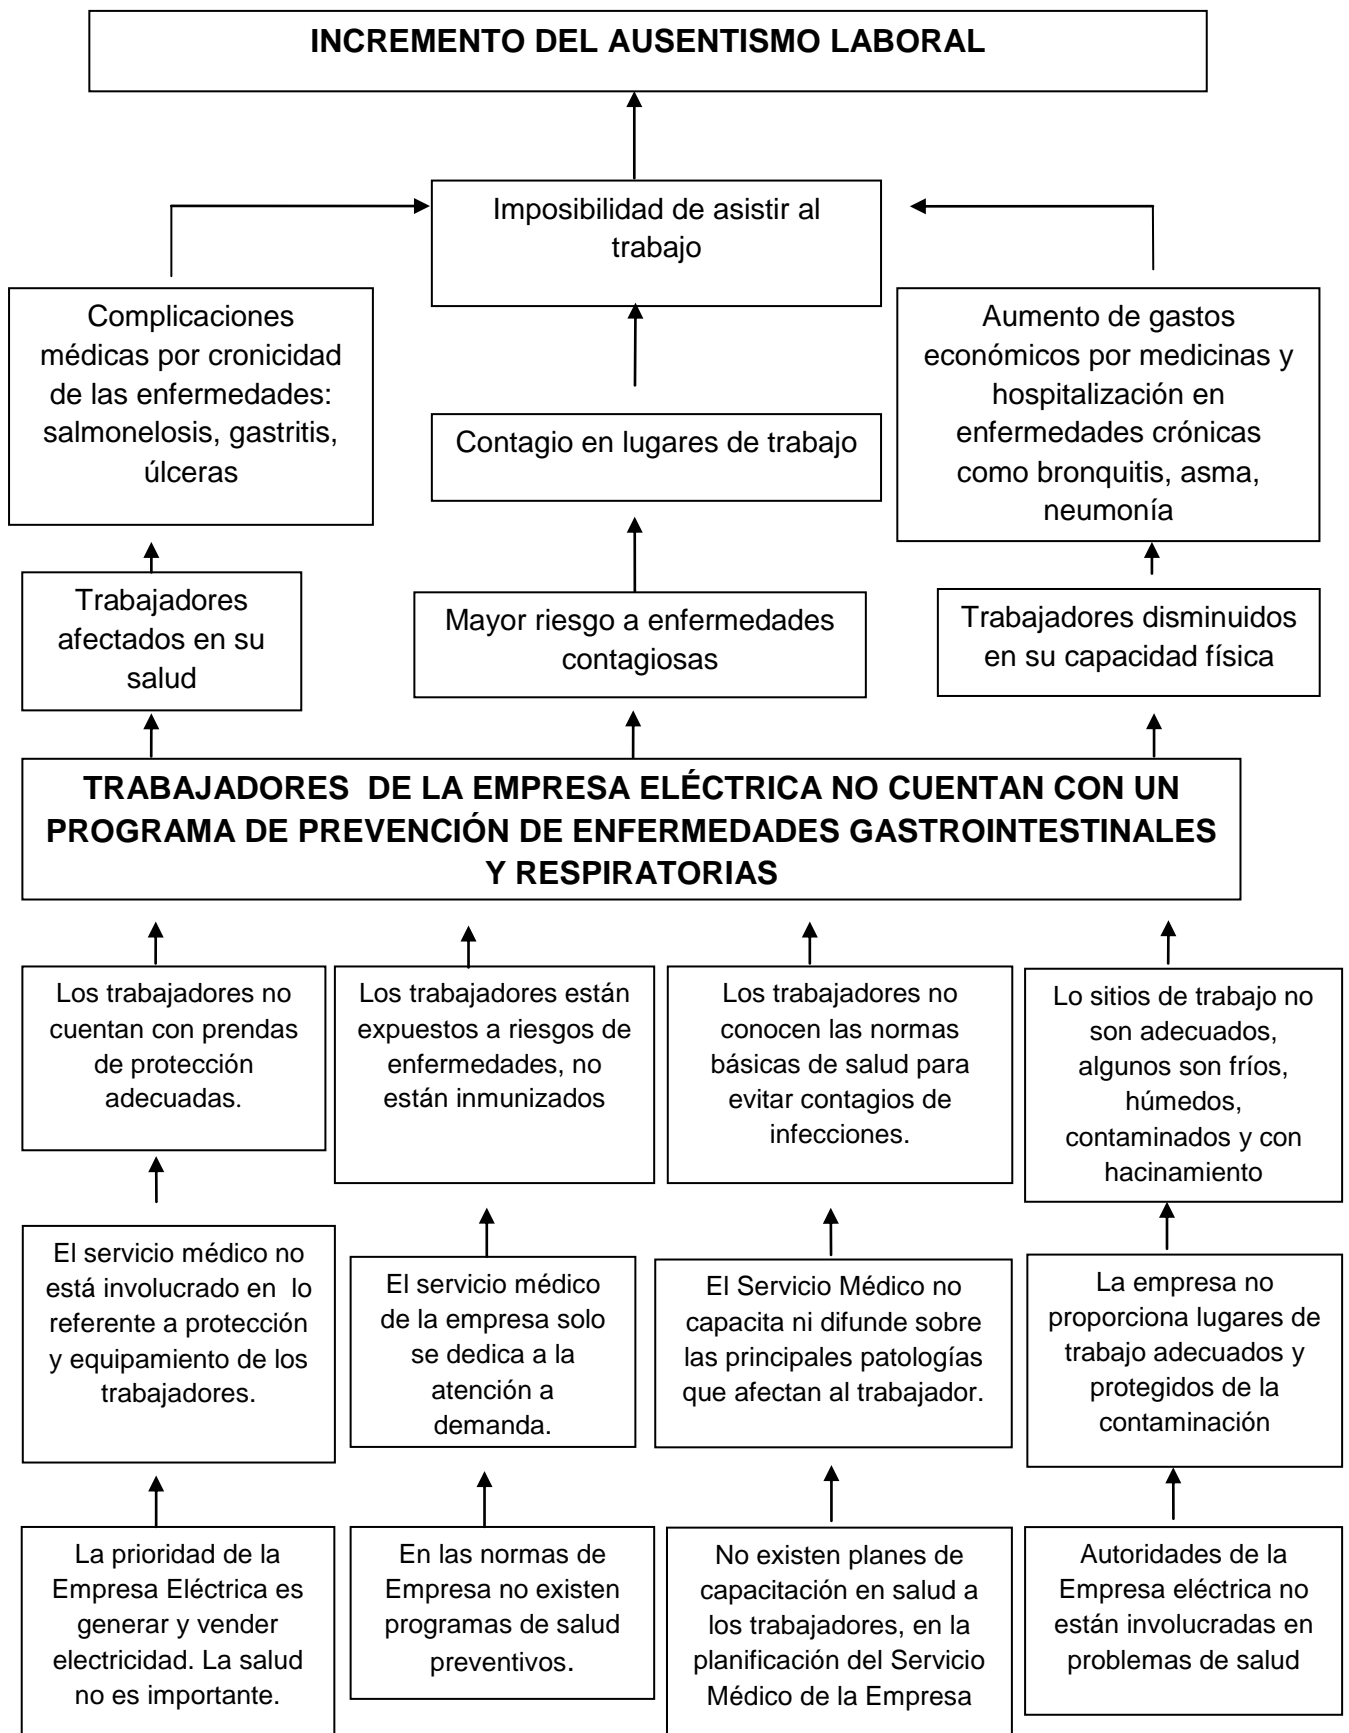 INCREMENTO DEL AUSENTISMO LABORAL
Imposibilidad de asistir al
trabajo
Complicaciones
médicas por cronicidad
de las enfermedades:
salmonelosis, gastritis,
úlceras
Contagio en lugares de trabajo
Aumento de gastos
económicos por medicinas y
hospitalización en
enfermedades crónicas
como bronquitis, asma,
neumonía
Trabajadores
afectados en su
salud
Mayor riesgo a enfermedades
contagiosas
Trabajadores disminuidos
en su capacidad física
TRABAJADORES DE LA EMPRESA ELÉCTRICA NO CUENTAN CON UN
PROGRAMA DE PREVENCIÓN DE ENFERMEDADES GASTROINTESTINALES
Y RESPIRATORIAS
Los trabajadores no
cuentan con prendas
de protección
adecuadas.
Los trabajadores están
expuestos a riesgos de
enfermedades, no
están inmunizados
Los trabajadores no
conocen las normas
básicas de salud para
evitar contagios de
infecciones.
Lo sitios de trabajo no
son adecuados,
algunos son fríos,
húmedos,
contaminados y con
hacinamiento
El servicio médico no
está involucrado en lo
referente a protección
y equipamiento de los
trabajadores.
El servicio médico
de la empresa solo
se dedica a la
atención a
demanda.
El Servicio Médico no
capacita ni difunde sobre
las principales patologías
que afectan al trabajador.
La empresa no
proporciona lugares de
trabajo adecuados y
protegidos de la
contaminación
La prioridad de la
Empresa Eléctrica es
generar y vender
electricidad. La salud
no es importante.
En las normas de
Empresa no existen
programas de salud
preventivos.
No existen planes de
capacitación en salud a
los trabajadores, en la
planificación del Servicio
Médico de la Empresa
Autoridades de la
Empresa eléctrica no
están involucradas en
problemas de salud